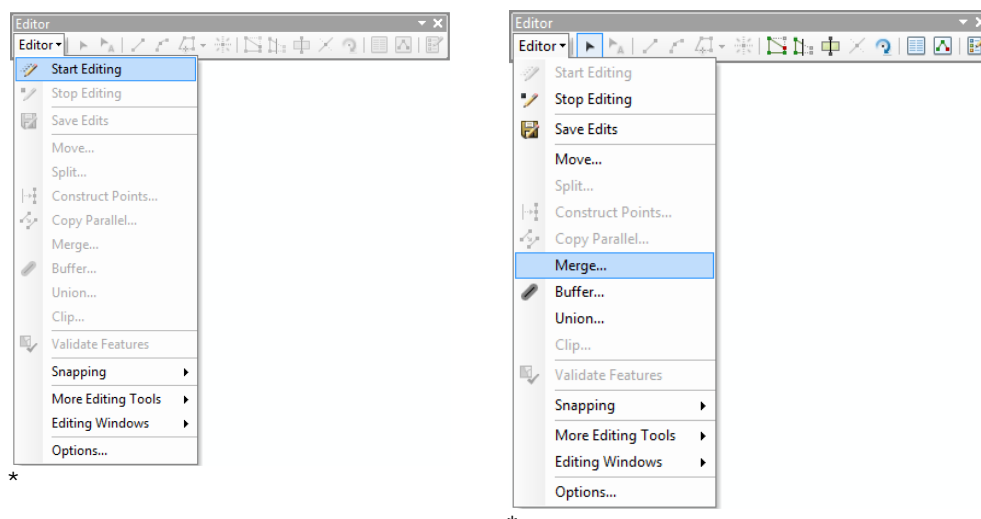 Editor
Editor
Start Editing
Stop Editing
Save Edits
Move...
Split...
Construct Points...
Copy Parallel...
Merge...
Buffer...
Union...
Clip...
Validate Features
Snapping
More Editing Tools
Editing Windows
Options...
*
Editor
Editor
Start Editing
Stop Editing
Save Edits
Move...
Split...
Construct Points...
Copy Parallel...
Merge...
Buffer...
Union...
Clip...
Validate Features
Snapping
More Editing Tools
Editing Windows
Options...
*